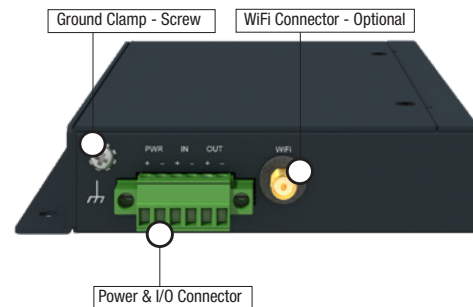 Ground Clamp - Screw
WiFi Connector - Optional
PWR IN OUT
+ - + - + -
WiFi
Power & I/O Connector